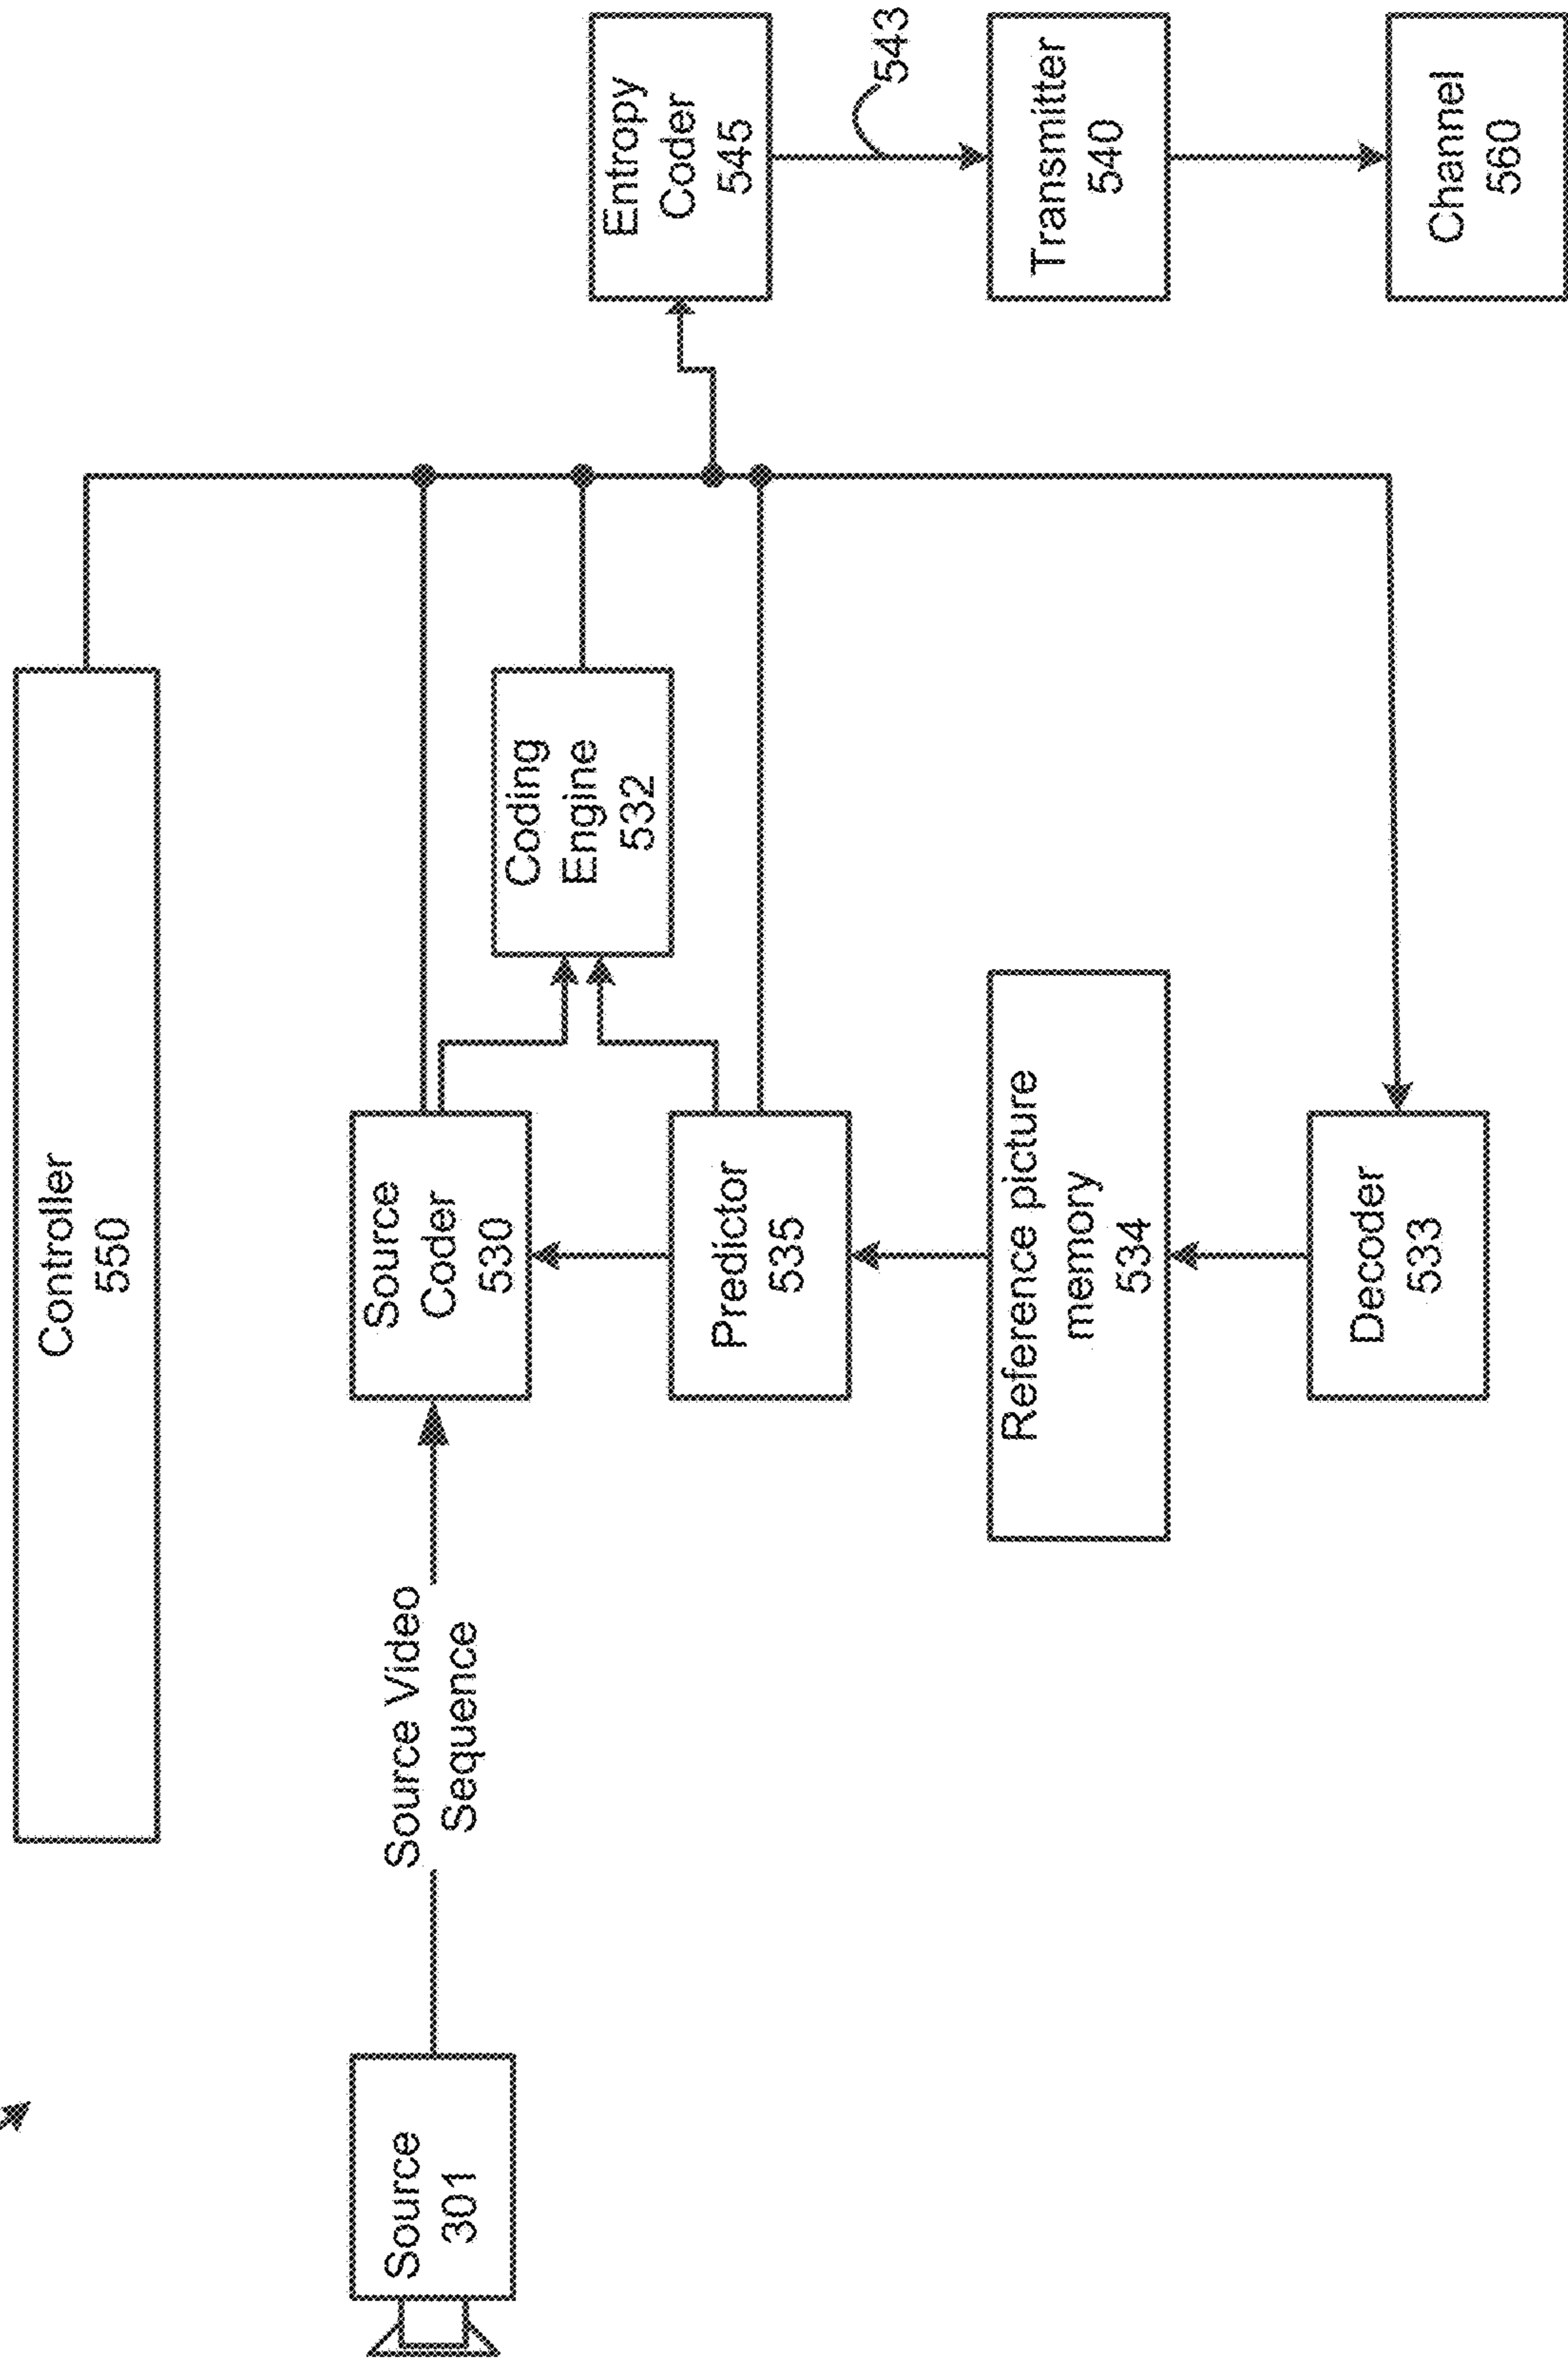 Controller
550
Source
301
Source Video
Sequence
Source
Coder
530
Coding
Engine
532
Entropy
Coder
545
543
Predictor
535
Reference picture
memory
534
Transmitter
540
Decoder
533
Channel
560